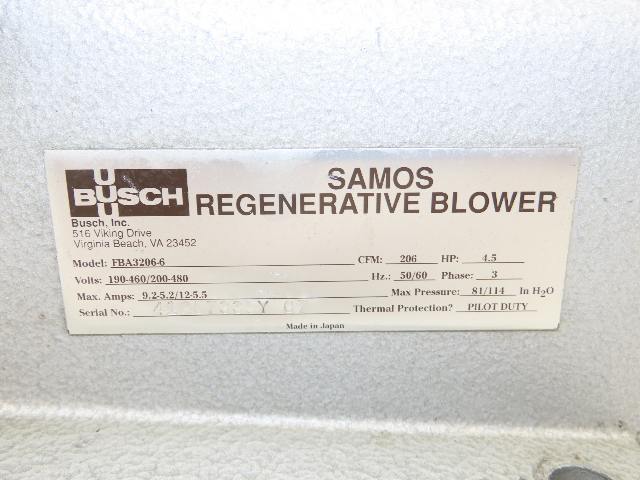 BUSCH
SAMOS
REGENERATIVE BLOWER
Busch, Inc.
516 Viking Drive
Virginia Beach, VA 23452
Model: FBA3206-6 CFM: 206 HP: 4.5
Volts: 190-460/200-480 Hz.: 50/60 Phase: 3
Max. Amps: 9.2-5.2/12-5.5 Max Pressure: 81/114 In H2O
Serial No.: Thermal Protection? PILOT DUTY
Made in Japan